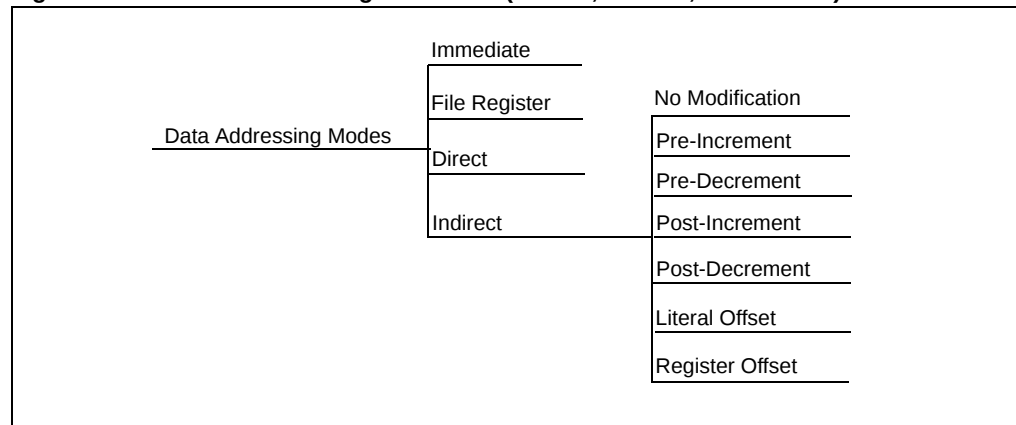 Immediate
File Register
No Modification
Data Addressing Modes
Pre-Increment
Direct
Pre-Decrement
Indirect
Post-Increment
Post-Decrement
Literal Offset
Register Offset